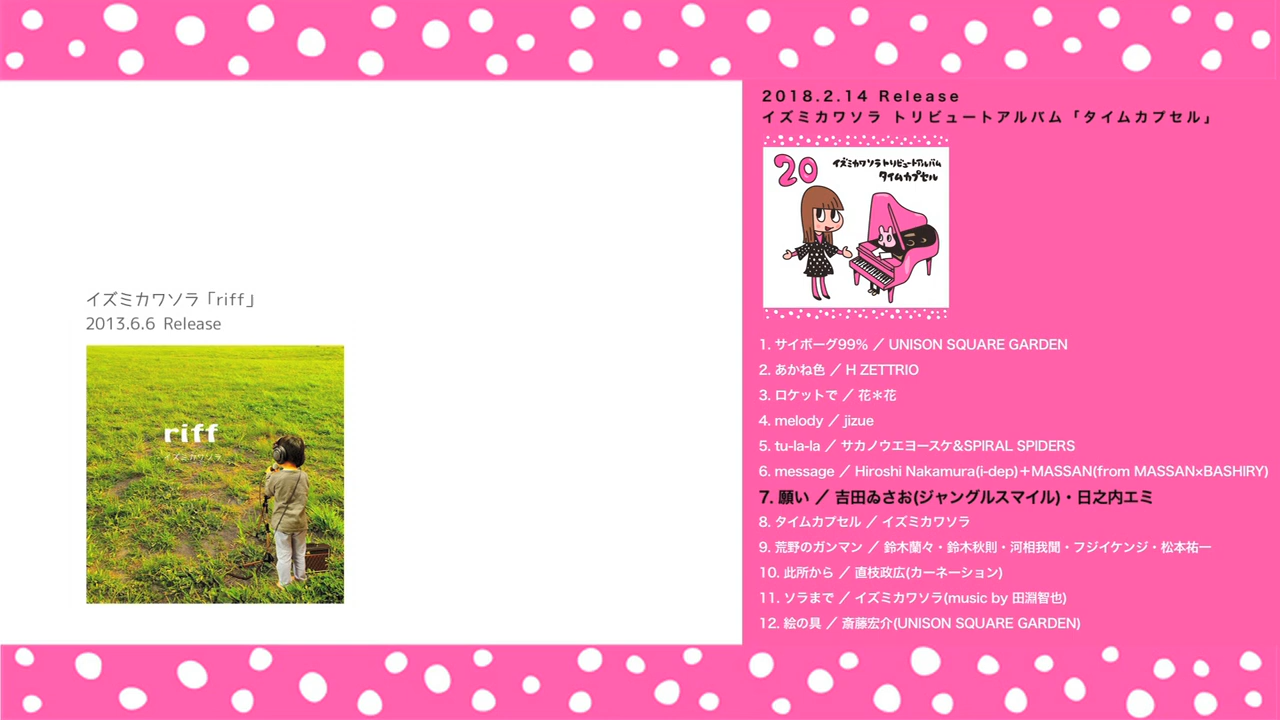 2018.2.14 Release
イズミカワソラ トリビュートアルバム「タイムカプセル」
20
イズミカワソラトリビュートアルバム
タイムカプセル
イズミカワソラ「riff」
2013.6.6 Release
riff
イズミカワソラ
1. サイボーグ99% ／ UNISON SQUARE GARDEN
2. あかね色 ／ H ZETTRIO
3. ロケットで ／ 花＊花
4. melody ／ jizue
5. tu-la-la ／ サカノウエヨースケ&SPIRAL SPIDERS
6. message ／ Hiroshi Nakamura(i-dep)＋MASSAN(from MASSAN×BASHIRY)
7. 願い ／ 吉田ゐさお(ジャングルスマイル)・日之内エミ
8. タイムカプセル ／ イズミカワソラ
9. 荒野のガンマン ／ 鈴木蘭々・鈴木秋則・河相我聞・フジイケンジ・松本祐一
10. 此所から ／ 直枝政広(カーネーション)
11. ソラまで ／ イズミカワソラ(music by 田淵智也)
12. 絵の具 ／ 斎藤宏介(UNISON SQUARE GARDEN)